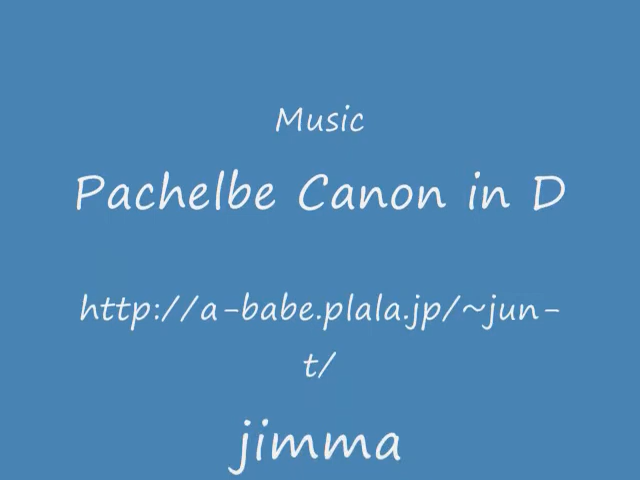 Music
Pachelbe Canon in D
http://a-babe.plala.jp/~jun-
t/
jimma